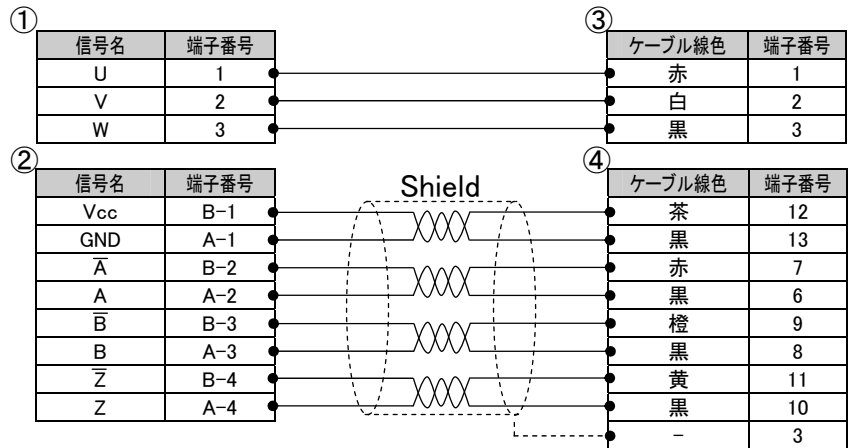 ①
信号名 端子番号
U 1
V 2
W 3
③
ケーブル線色 端子番号
赤 1
白 2
黒 3
②
信号名 端子番号
Vcc B-1
GND A-1
A̅ B-2
A A-2
B̅ B-3
B A-3
Z̅ B-4
Z A-4
Shield
④
ケーブル線色 端子番号
茶 12
黒 13
赤 7
黒 6
橙 9
黒 8
黄 11
黒 10
- 3